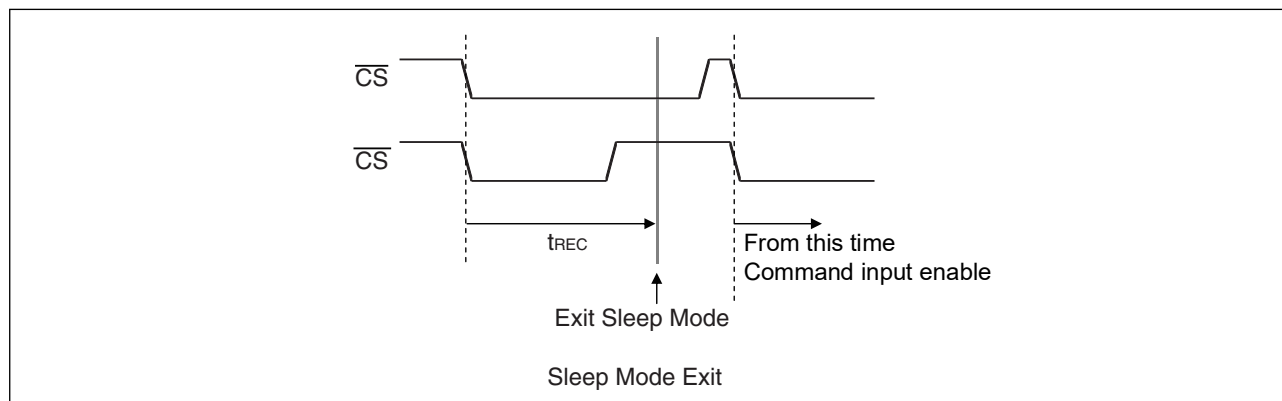 CS
CS
tREC
From this time
Command input enable
Exit Sleep Mode
Sleep Mode Exit